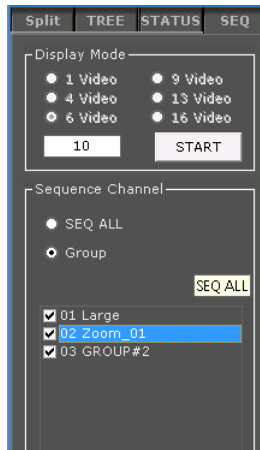 Split TREE STATUS SEQ
Display Mode
1 Video 9 Video
4 Video 13 Video
6 Video 16 Video
10 START
Sequence Channel
SEQ ALL
Group
SEQ ALL
01 Large
02 Zoom_01
03 GROUP#2